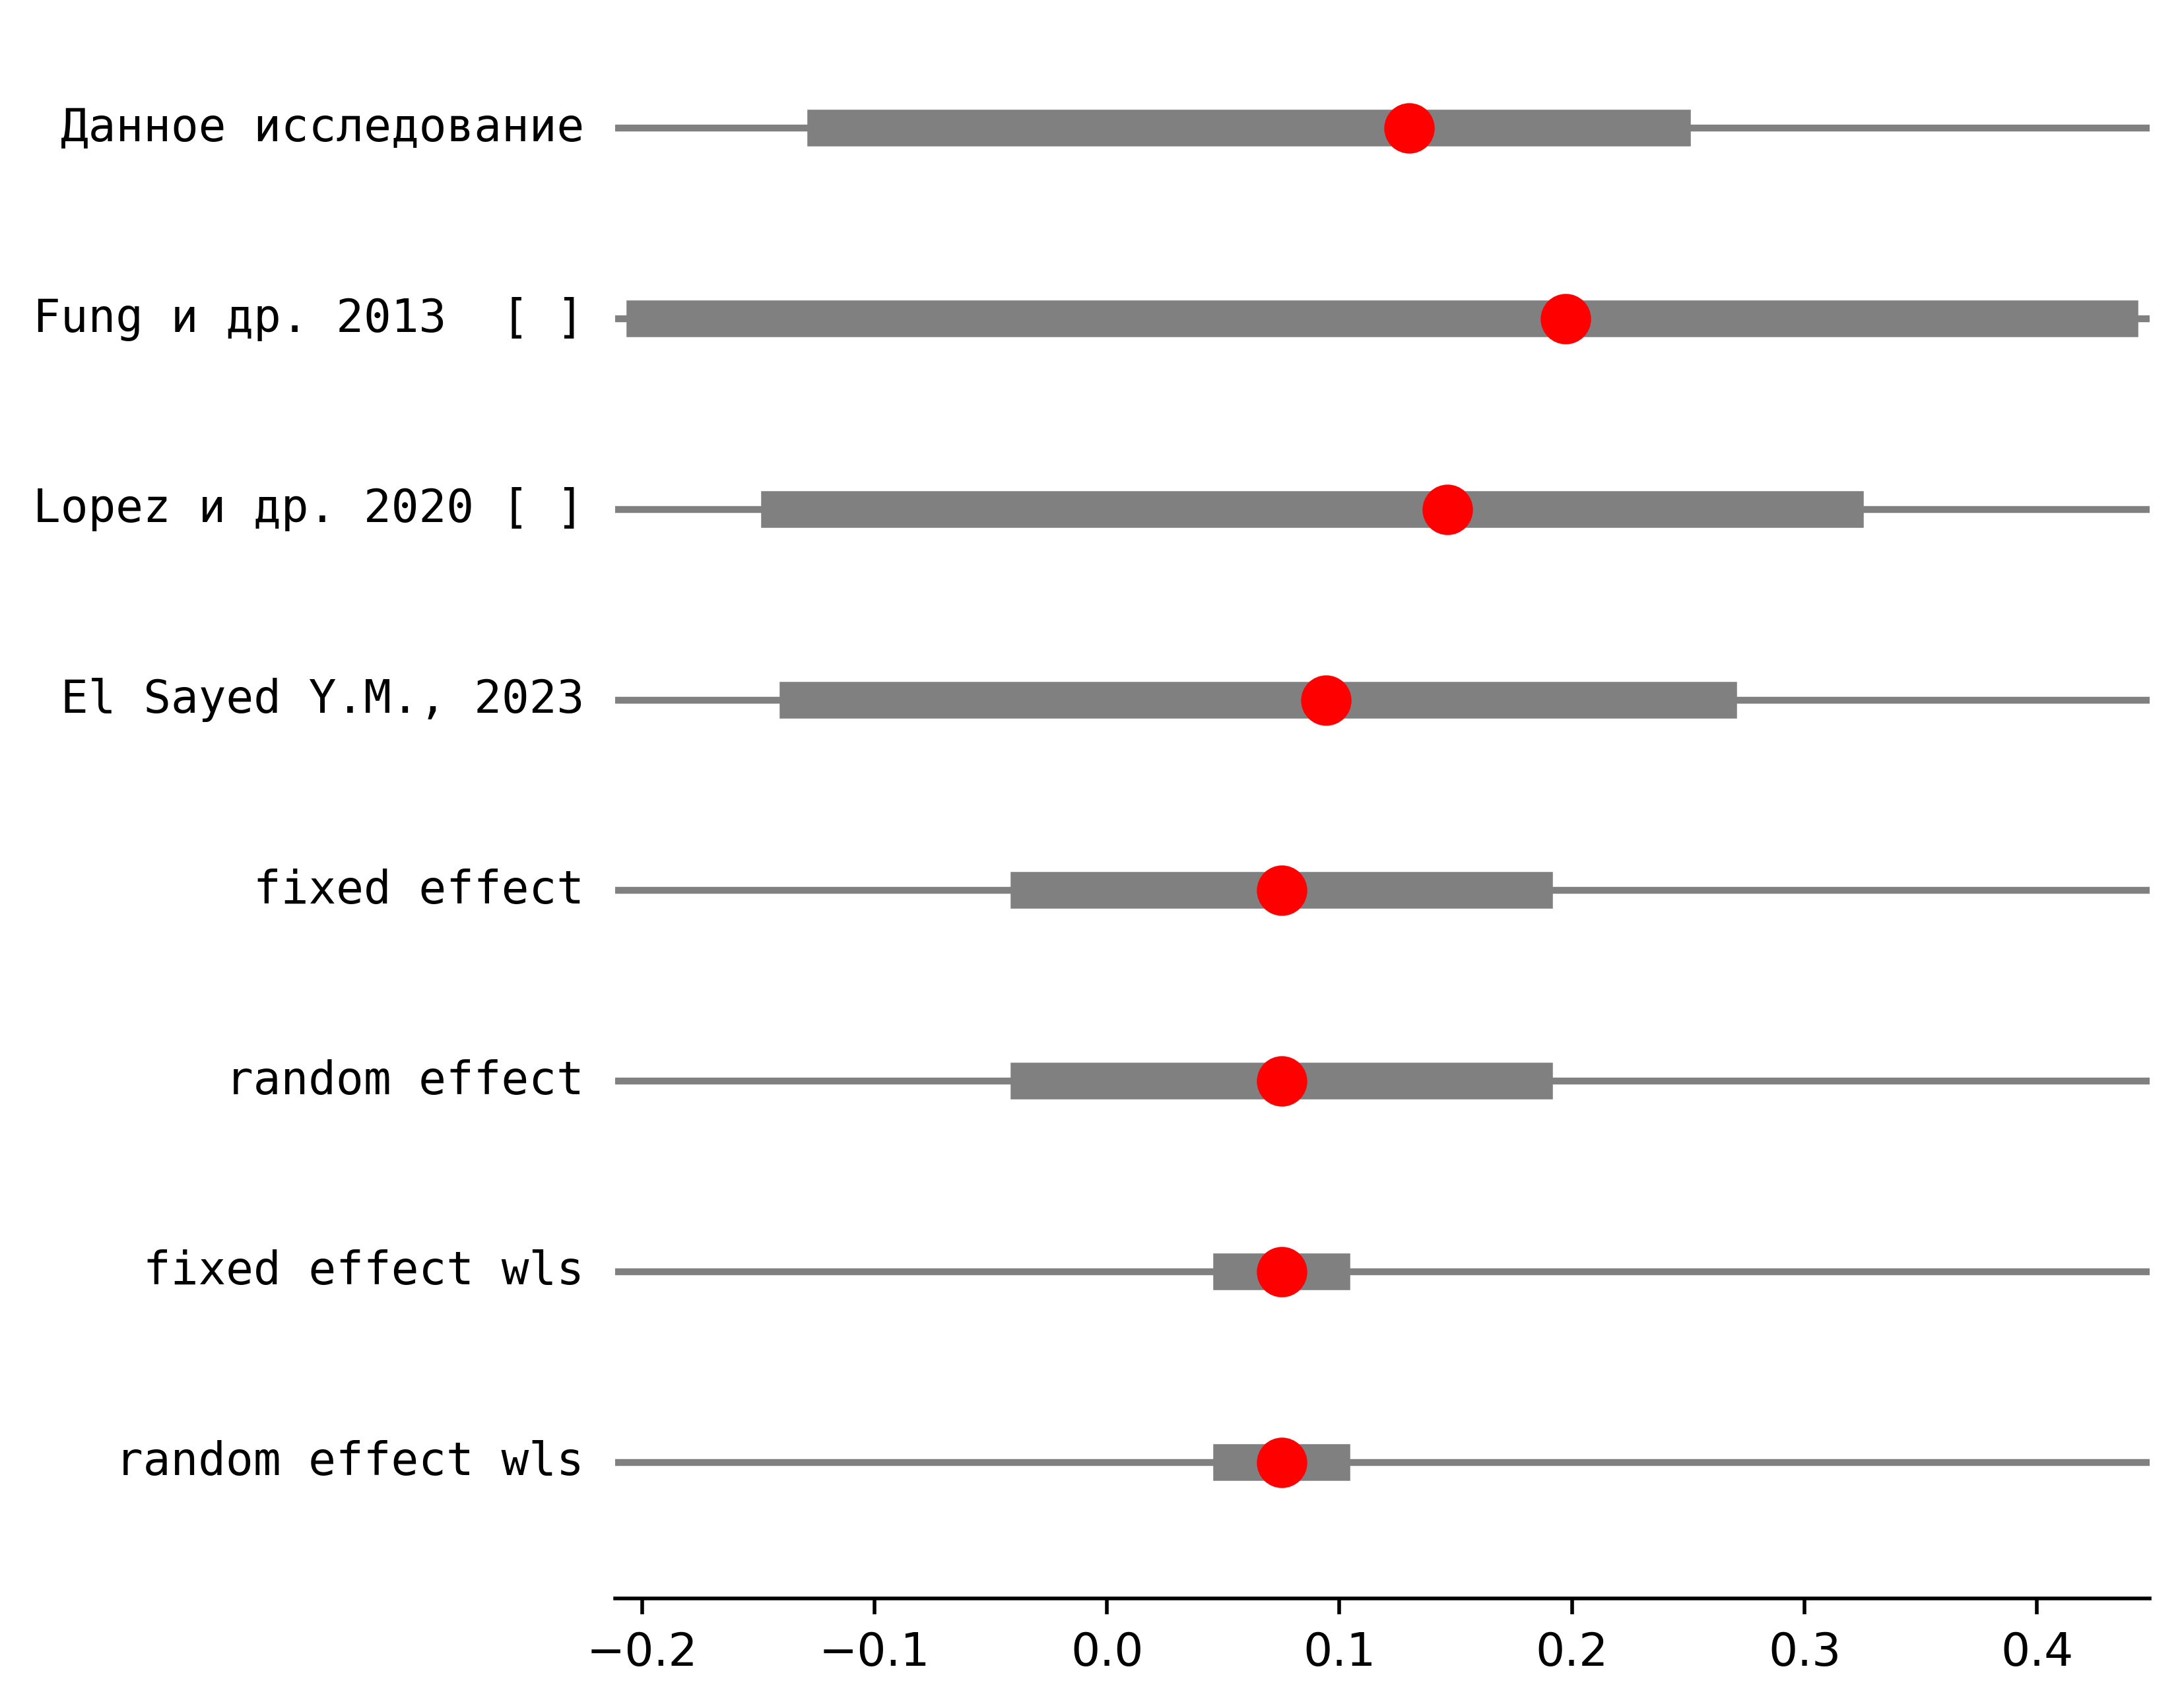 Данное исследование
Fung и др. 2013  [ ]
Lopez и др. 2020 [ ]
El Sayed Y.M., 2023
fixed effect
random effect
fixed effect wls
random effect wls
−0.2 −0.1 0.0 0.1 0.2 0.3 0.4